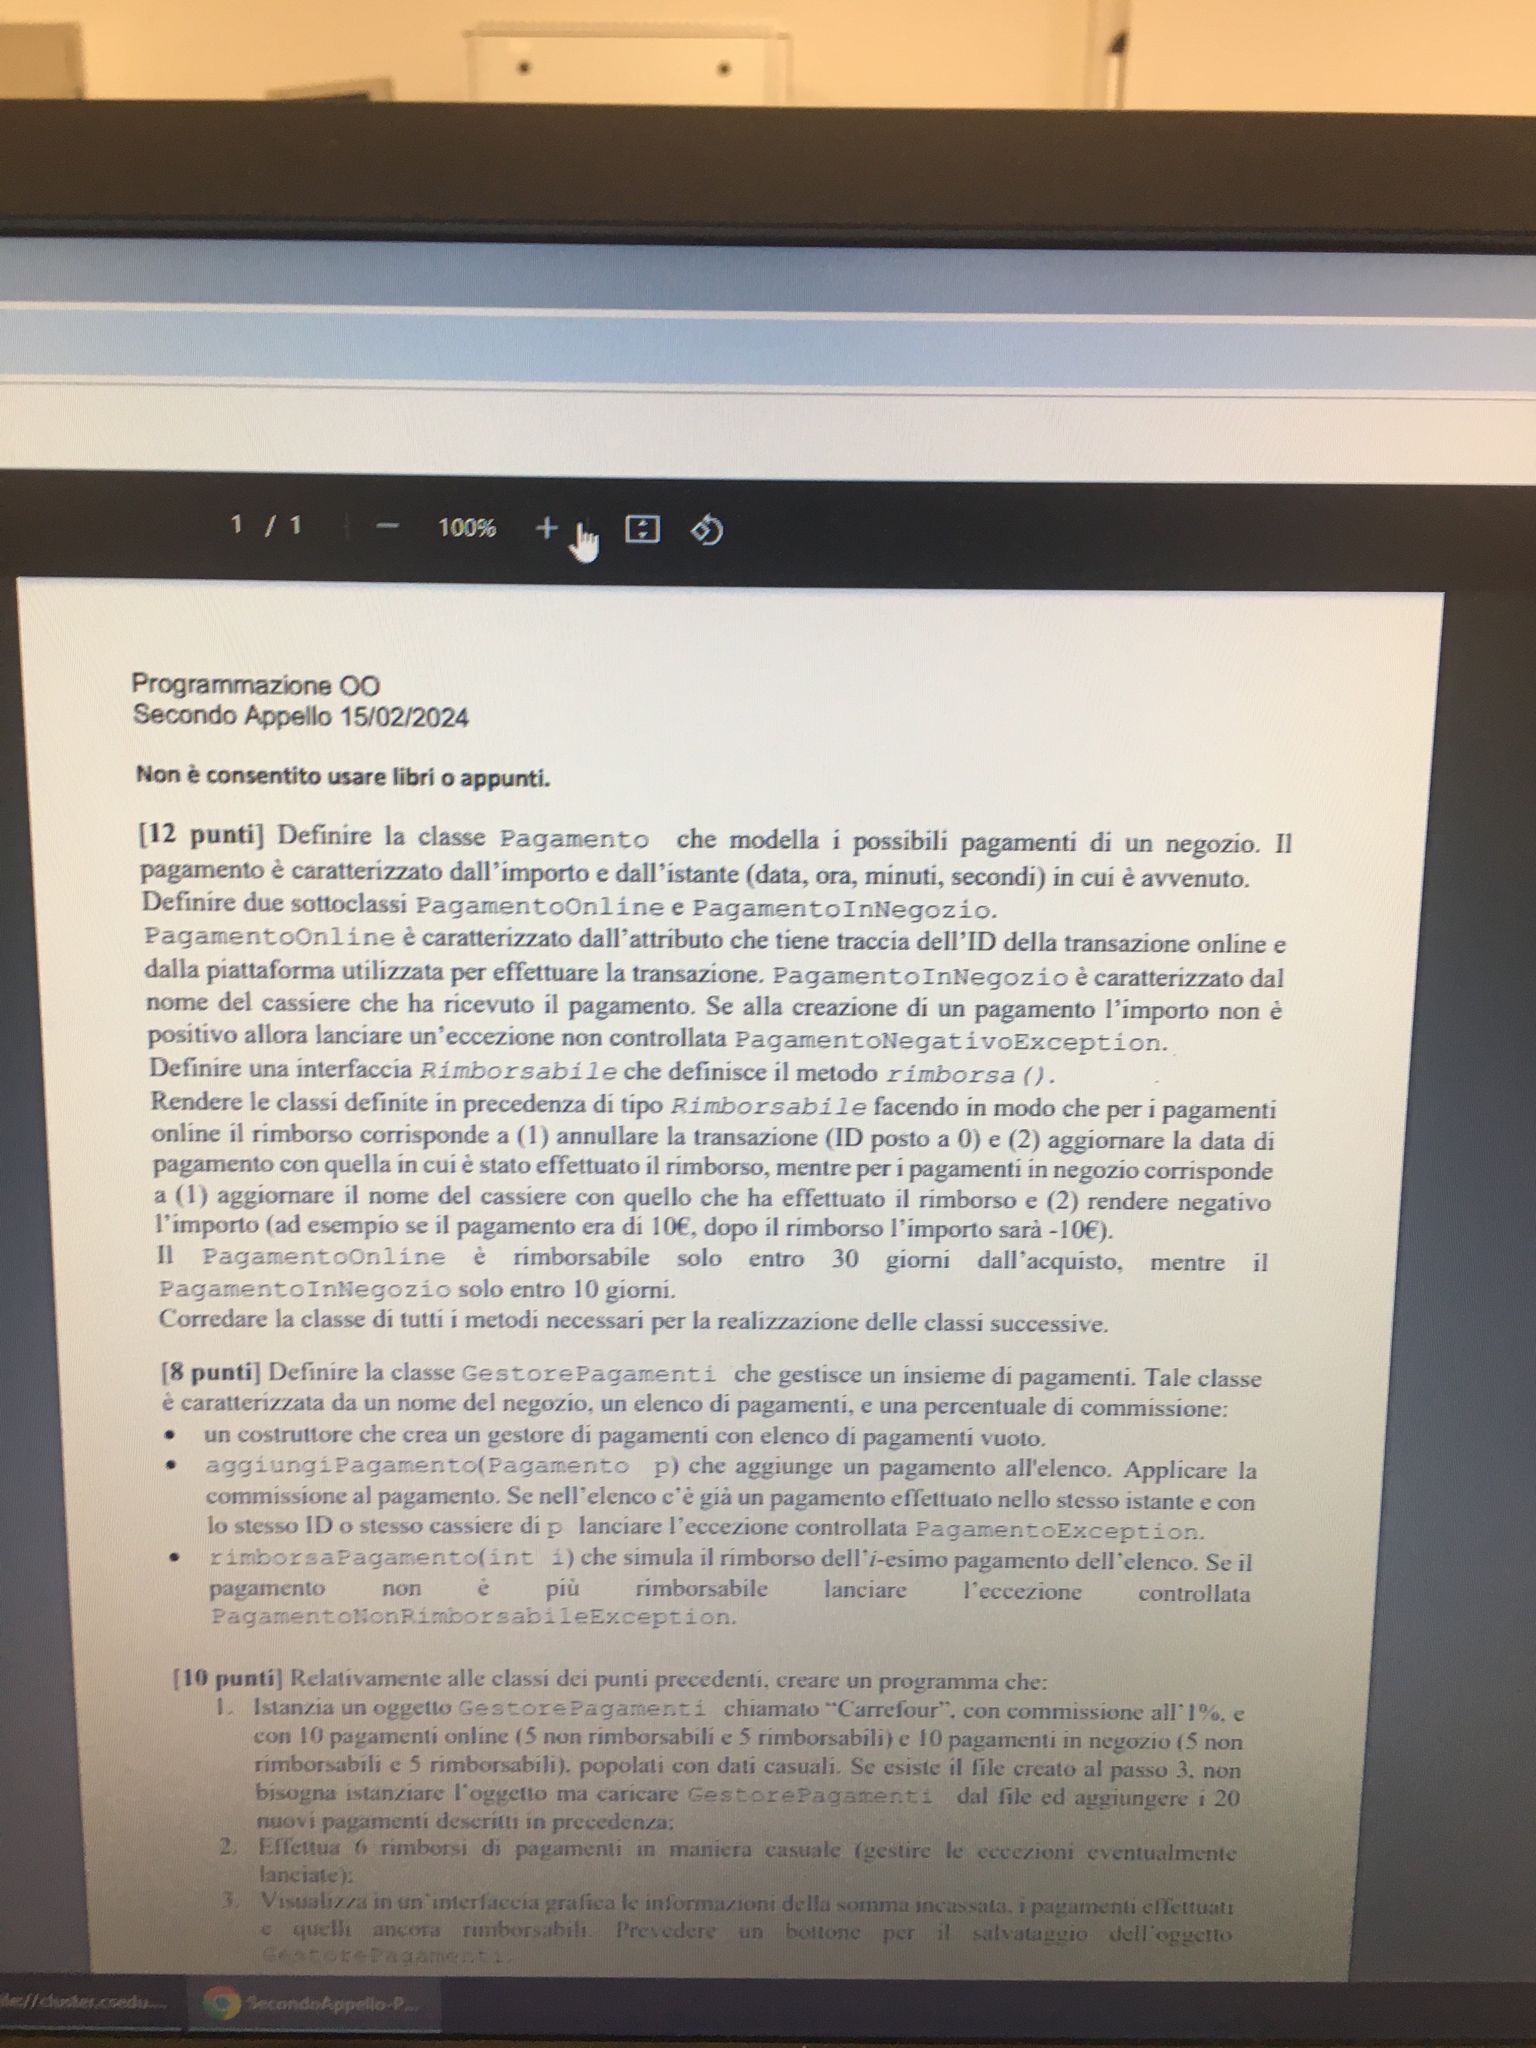 1 / 1 — 100% +
Programmazione OO
Secondo Appello 15/02/2024
Non è consentito usare libri o appunti.
[12 punti] Definire la classe Pagamento che modella i possibili pagamenti di un negozio. Il
pagamento è caratterizzato dall'importo e dall'istante (data, ora, minuti, secondi) in cui è avvenuto.
Definire due sottoclassi PagamentoOnline e PagamentoInNegozio.
PagamentoOnline è caratterizzato dall'attributo che tiene traccia dell'ID della transazione online e
dalla piattaforma utilizzata per effettuare la transazione. PagamentoInNegozio è caratterizzato dal
nome del cassiere che ha ricevuto il pagamento. Se alla creazione di un pagamento l'importo non è
positivo allora lanciare un'eccezione non controllata PagamentoNegativoException.
Definire una interfaccia Rimborsabile che definisce il metodo rimborsa().
Rendere le classi definite in precedenza di tipo Rimborsabile facendo in modo che per i pagamenti
online il rimborso corrisponde a (1) annullare la transazione (ID posto a 0) e (2) aggiornare la data di
pagamento con quella in cui è stato effettuato il rimborso, mentre per i pagamenti in negozio corrisponde
a (1) aggiornare il nome del cassiere con quello che ha effettuato il rimborso e (2) rendere negativo
l'importo (ad esempio se il pagamento era di 10€, dopo il rimborso l'importo sarà -10€).
Il PagamentoOnline è rimborsabile solo entro 30 giorni dall'acquisto, mentre il
PagamentoInNegozio solo entro 10 giorni.
Corredare la classe di tutti i metodi necessari per la realizzazione delle classi successive.
[8 punti] Definire la classe GestorePagamenti che gestisce un insieme di pagamenti. Tale classe
è caratterizzata da un nome del negozio, un elenco di pagamenti, e una percentuale di commissione:
• un costruttore che crea un gestore di pagamenti con elenco di pagamenti vuoto.
• aggiungiPagamento(Pagamento p) che aggiunge un pagamento all'elenco. Applicare la
commissione al pagamento. Se nell'elenco c'è già un pagamento effettuato nello stesso istante e con
lo stesso ID o stesso cassiere di p lanciare l'eccezione controllata PagamentoException.
• rimborsaPagamento(int i) che simula il rimborso dell'i-esimo pagamento dell'elenco. Se il
pagamento non è più rimborsabile lanciare l'eccezione controllata
PagamentoNonRimborsabileException.
[10 punti] Relativamente alle classi dei punti precedenti, creare un programma che:
1. Istanzia un oggetto GestorePagamenti chiamato “Carrefour”, con commissione all'1%, e
con 10 pagamenti online (5 non rimborsabili e 5 rimborsabili) e 10 pagamenti in negozio (5 non
rimborsabili e 5 rimborsabili), popolati con dati casuali. Se esiste il file creato al passo 3, non
bisogna istanziare l'oggetto ma caricare GestorePagamenti dal file ed aggiungere i 20
nuovi pagamenti descritti in precedenza;
2. Effettua 6 rimborsi di pagamenti in maniera casuale (gestire le eccezioni eventualmente
lanciate);
3. Visualizza in un'interfaccia grafica le informazioni della somma incassata, i pagamenti effettuati
e quelli ancora rimborsabili. Prevedere un bottone per il salvataggio dell'oggetto
GestorePagamenti.
ile://cluster.csedu.... SecondoAppello-P...